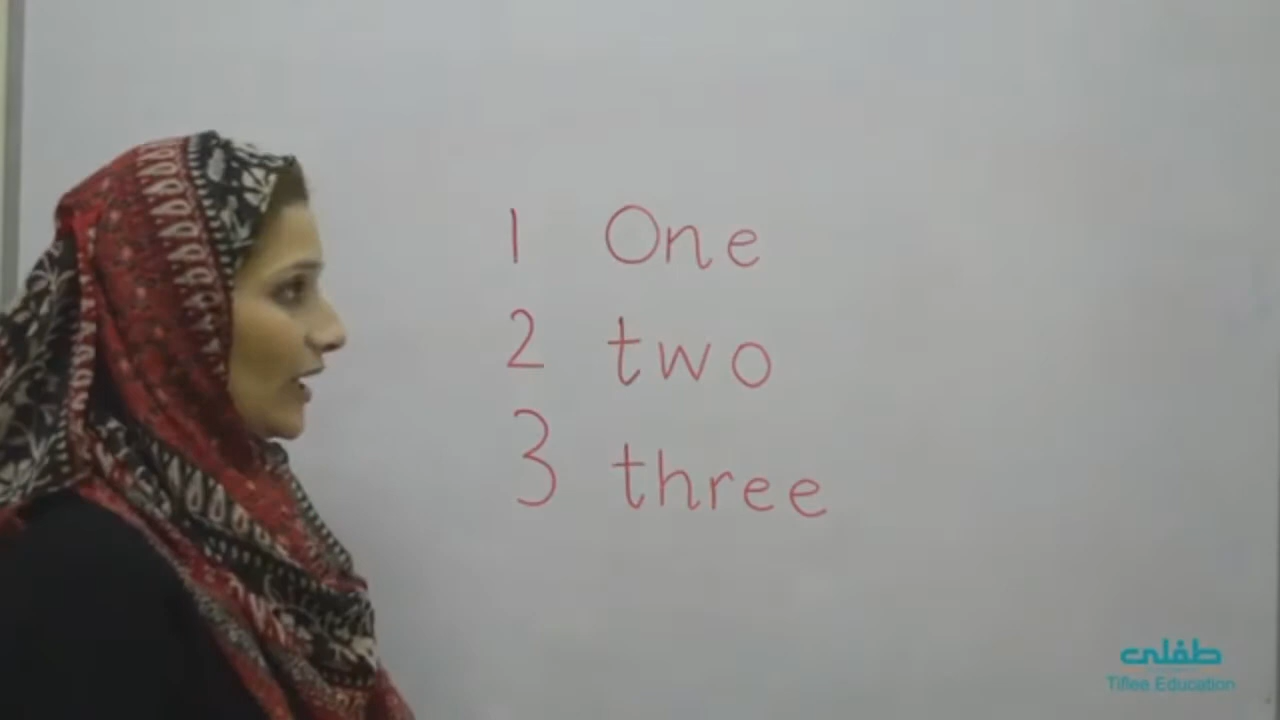 1 One
2 two
3 three
طفلی
Tiflee Education